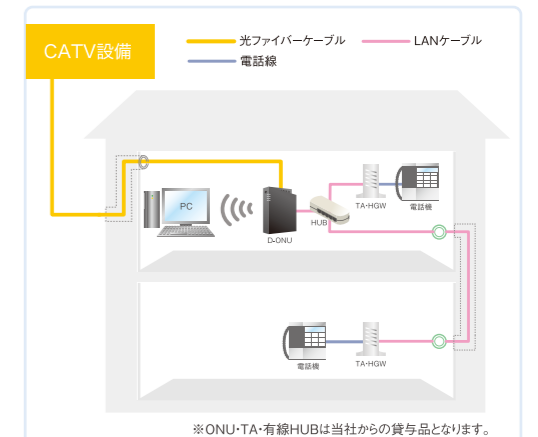 CATV設備
光ファイバーケーブル
LANケーブル
電話線
PC
D-ONU
HUB
TA・HGW
電話機
電話機
TA・HGW
※ONU・TA・有線HUBは当社からの貸与品となります。